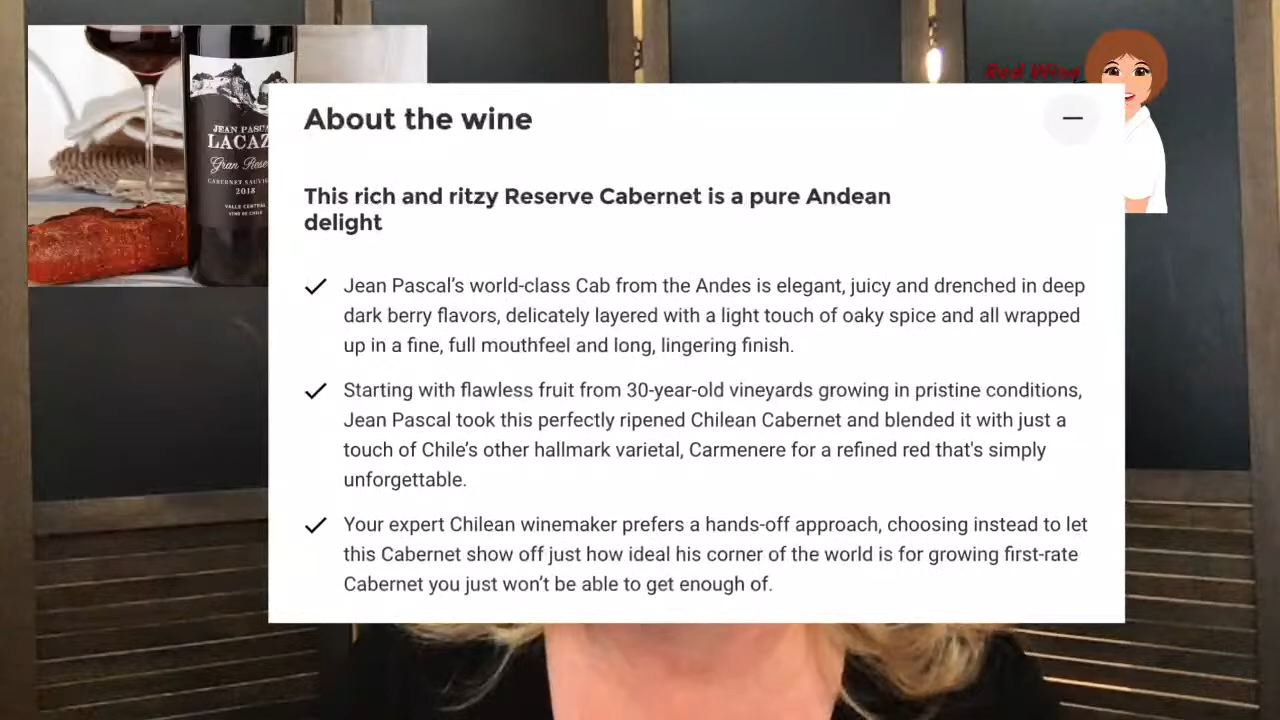 Red Wine
JEAN PASCA
LACAZ
Gran Rese
CABERNET SAUVIG
2018
VALLE CENTRAL
VINO DE CHILE
About the wine
This rich and ritzy Reserve Cabernet is a pure Andean
delight
Jean Pascal’s world-class Cab from the Andes is elegant, juicy and drenched in deep
dark berry flavors, delicately layered with a light touch of oaky spice and all wrapped
up in a fine, full mouthfeel and long, lingering finish.
Starting with flawless fruit from 30-year-old vineyards growing in pristine conditions,
Jean Pascal took this perfectly ripened Chilean Cabernet and blended it with just a
touch of Chile’s other hallmark varietal, Carmenere for a refined red that's simply
unforgettable.
Your expert Chilean winemaker prefers a hands-off approach, choosing instead to let
this Cabernet show off just how ideal his corner of the world is for growing first-rate
Cabernet you just won’t be able to get enough of.